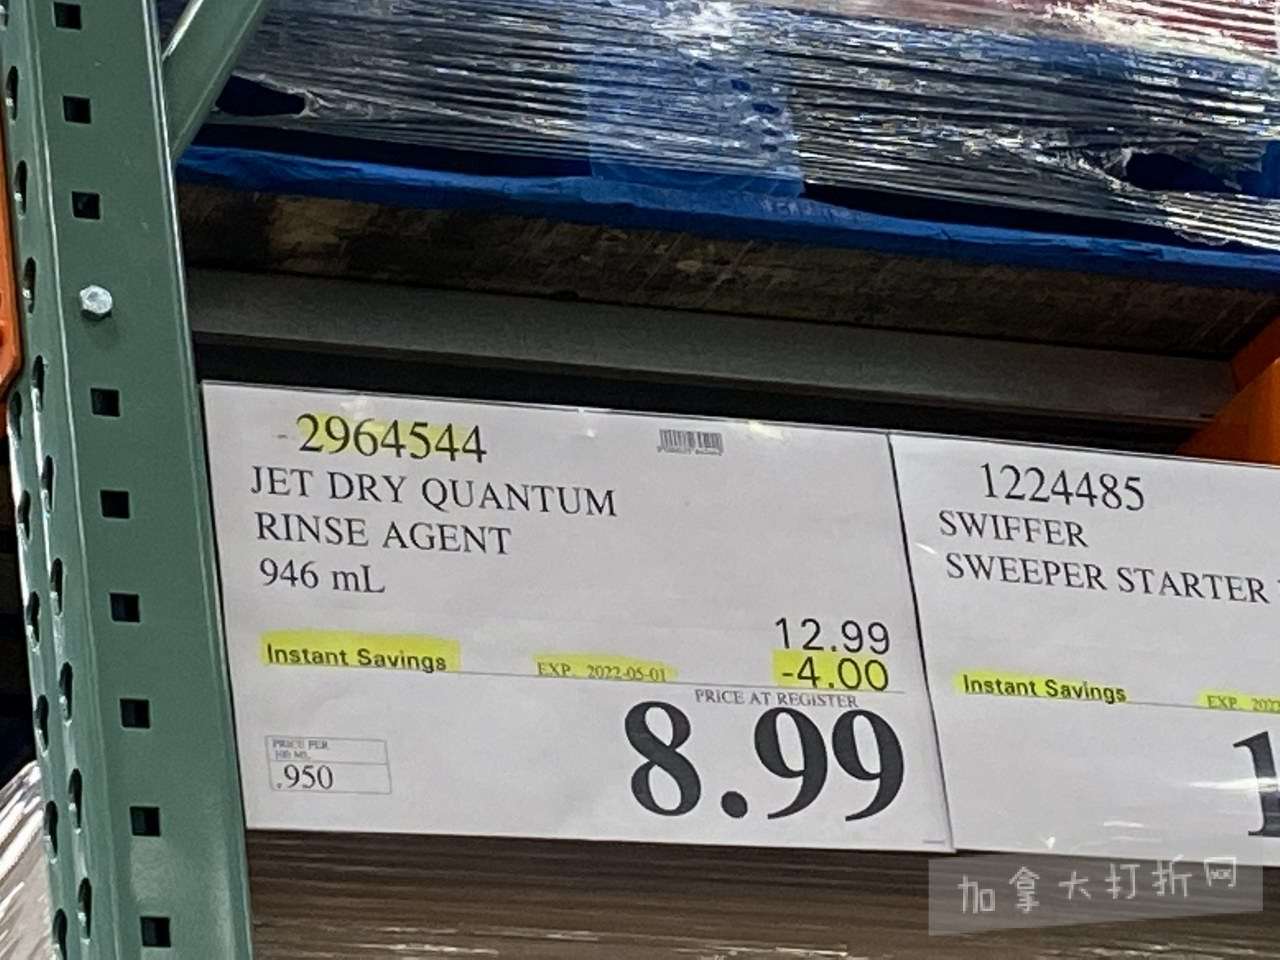 2964544
JET DRY QUANTUM
RINSE AGENT
946 mL
12.99
Instant Savings EXP. 2022-05-01 -4.00
PRICE AT REGISTER
8.99
PRICE PER
100 ML
.950
1224485
SWIFFER
SWEEPER STARTER
Instant Savings EXP.
1
加拿大打折网